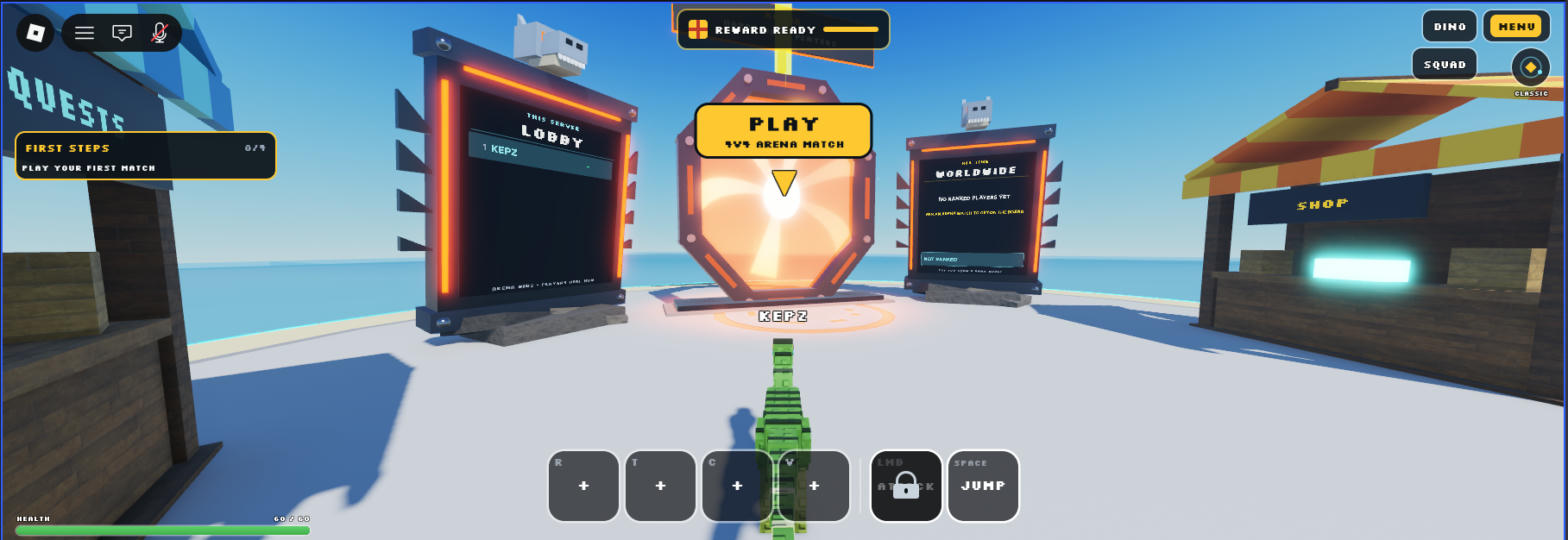 REWARD READY
DINO
MENU
SQUAD
CLASSIC
QUESTS
FIRST STEPS 0/4
PLAY YOUR FIRST MATCH
THIS SERVER
LOBBY
1 KEPZ -
PLAY
4V4 ARENA MATCH
WORLDWIDE
NO RANKED PLAYERS YET
NOT RANKED
SHOP
KEPZ
R
+
T
+
C
+
V
+
LMB
ATTACK
SPACE
JUMP
HEALTH 60 / 60